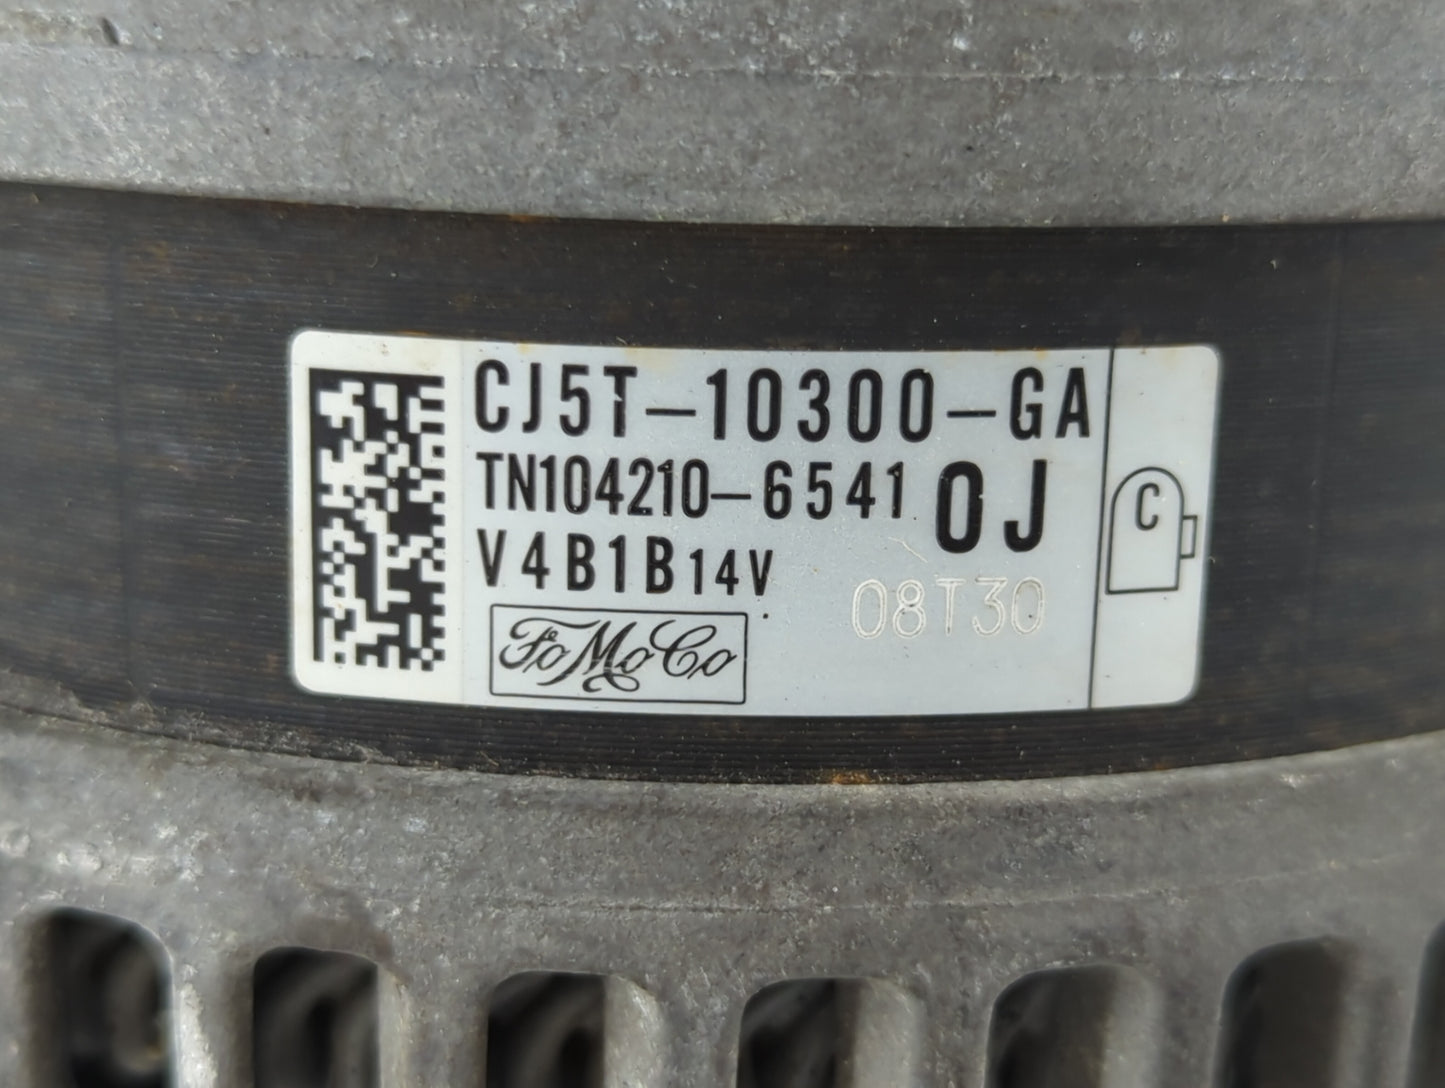 CJ5T-10300-GA
TN104210-6541 0J
V4B1B14V
08T30
FoMoCo
C